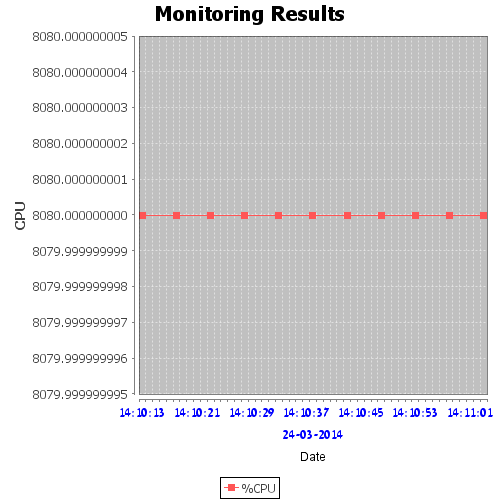 Monitoring Results
8080.000000005
8080.000000004
8080.000000003
8080.000000002
8080.000000001
8080.000000000
8079.999999999
8079.999999998
8079.999999997
8079.999999996
8079.999999995
CPU
14:10:13 14:10:21 14:10:29 14:10:37 14:10:45 14:10:53 14:11:01
24-03-2014
Date
%CPU